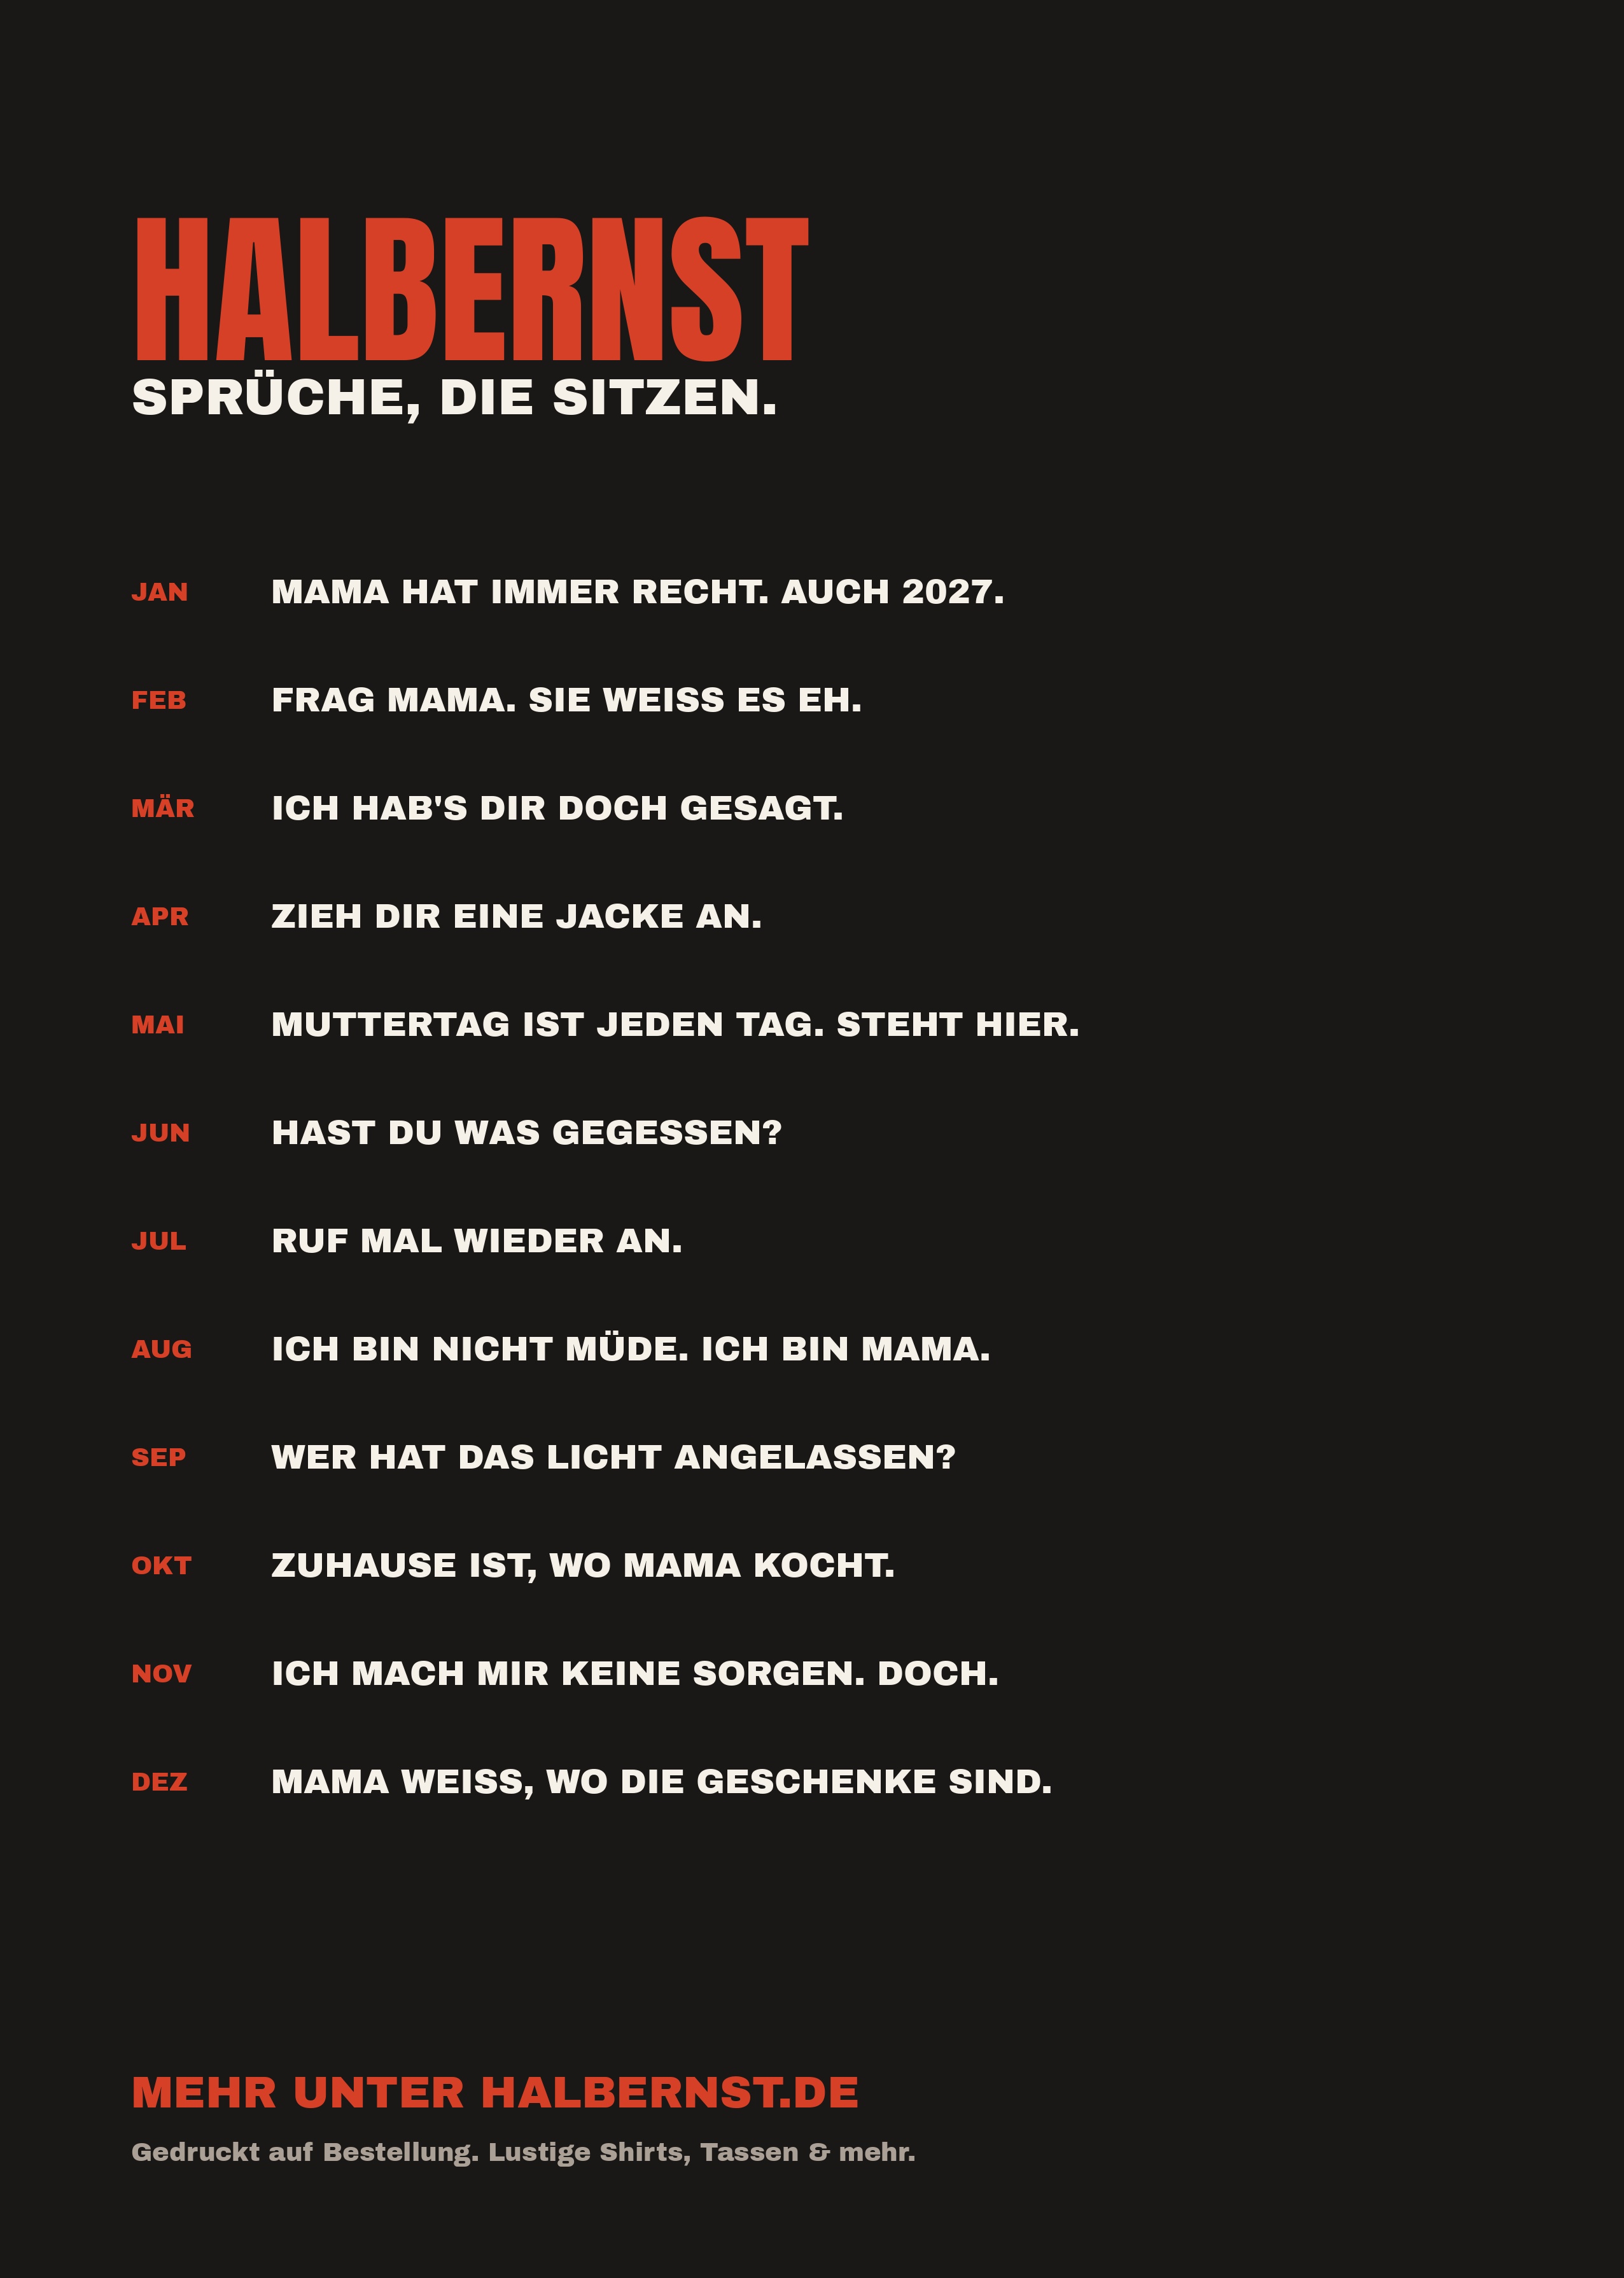 HALBERNST
SPRÜCHE, DIE SITZEN.
JAN MAMA HAT IMMER RECHT. AUCH 2027.
FEB FRAG MAMA. SIE WEISS ES EH.
MÄR ICH HAB'S DIR DOCH GESAGT.
APR ZIEH DIR EINE JACKE AN.
MAI MUTTERTAG IST JEDEN TAG. STEHT HIER.
JUN HAST DU WAS GEGESSEN?
JUL RUF MAL WIEDER AN.
AUG ICH BIN NICHT MÜDE. ICH BIN MAMA.
SEP WER HAT DAS LICHT ANGELASSEN?
OKT ZUHAUSE IST, WO MAMA KOCHT.
NOV ICH MACH MIR KEINE SORGEN. DOCH.
DEZ MAMA WEISS, WO DIE GESCHENKE SIND.
MEHR UNTER HALBERNST.DE
Gedruckt auf Bestellung. Lustige Shirts, Tassen & mehr.